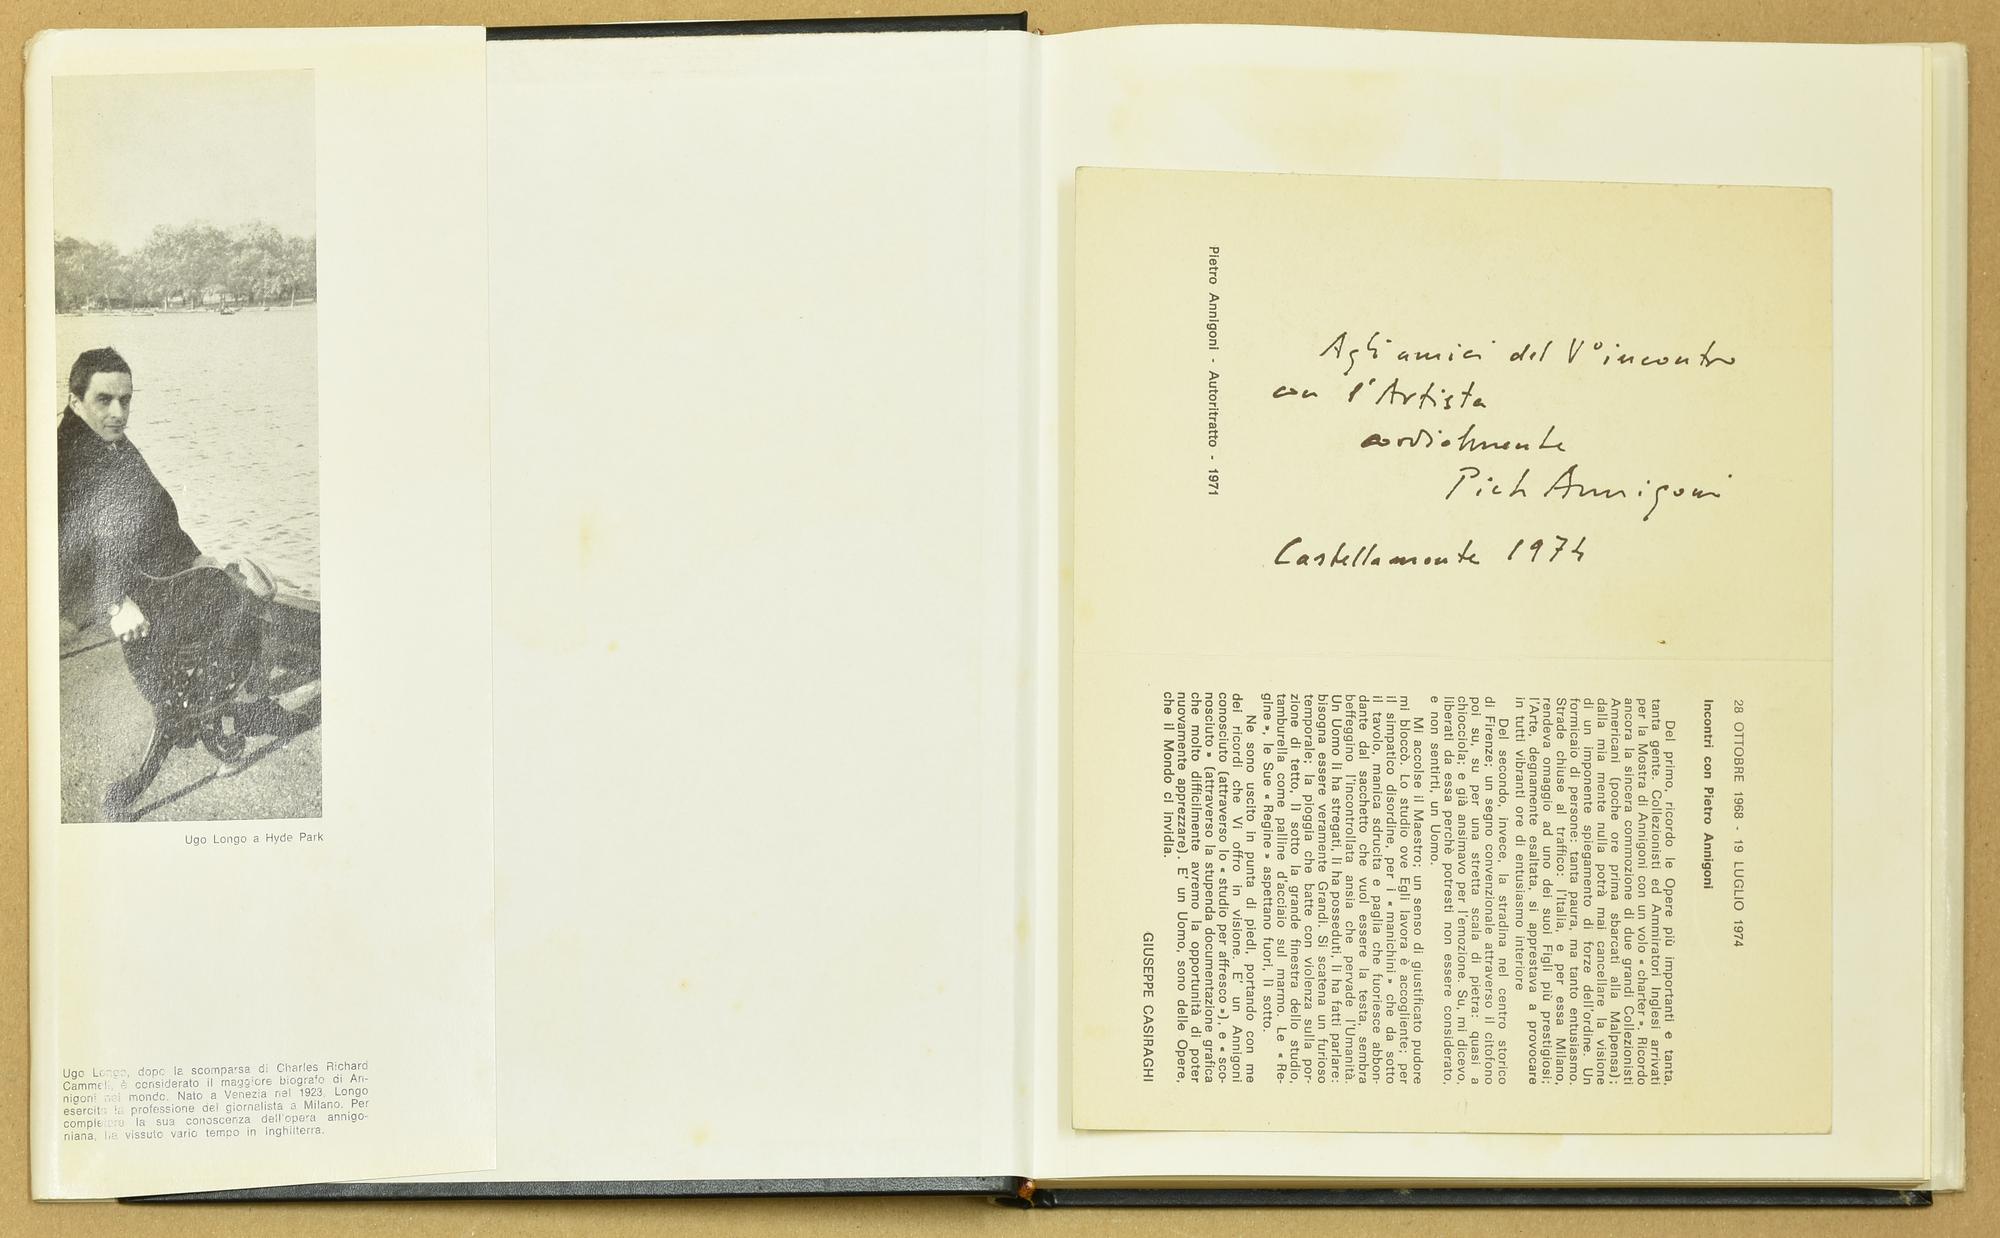 Ugo Longo a Hyde Park
Ugo Longo, dopo la scomparsa di Charles Richard
Cammell, è considerato il maggiore biografo di An-
nigoni nel mondo. Nato a Venezia nel 1923, Longo
esercita la professione del giornalista a Milano. Per
completare la sua conoscenza dell'opera annigo-
niana, ha vissuto vario tempo in Inghilterra.
Agli amici del V° incontro
con l'Artista
cordialmente
Pietro Annigoni
Castellamonte 1974
Pietro Annigoni - Autoritratto - 1971
28 OTTOBRE 1968 - 19 LUGLIO 1974
Incontri con Pietro Annigoni
Del primo, ricordo le Opere più importanti e tanta,
tanta gente. Collezionisti ed Ammiratori Inglesi arrivati
per la Mostra di Annigoni con un volo « charter ». Ricordo
ancora la sincera commozione di due grandi Collezionisti
Americani (poche ore prima sbarcati alla Malpensa);
dalla mia mente nulla potrà mai cancellare la visione
di un imponente spiegamento di forze dell'ordine. Un
formicaio di persone: tanta paura, ma tanto entusiasmo.
Strade chiuse al traffico: l'Italia, e per essa Milano,
rendeva omaggio ad uno dei suoi Figli più prestigiosi;
l'Arte, degnamente esaltata, si apprestava a provocare
in tutti vibranti ore di entusiasmo interiore
Del secondo, invece, la stradina nel centro storico
di Firenze; un segno convenzionale attraverso il citofono
poi su, su per una stretta scala di pietra: quasi a
chiocciola; e già ansimavo per l'emozione. Su, mi dicevo,
liberati da essa perchè potresti non essere considerato,
e non sentirti, un Uomo.
Mi accolse il Maestro; un senso di giustificato pudore
mi bloccò. Lo studio ove Egli lavora è accogliente; per
il simpatico disordine, per i « manichini » che da sotto
il tavolo, manica sdrucita e paglia che fuoriesce abbon-
dante dal sacchetto che vuol essere la testa, sembra
beffeggino l'incontrollata ansia che pervade l'Umanità.
Un Uomo li ha stregati, li ha posseduti, li ha fatti parlare:
bisogna essere veramente Grandi. Si scatena un furioso
temporale; la pioggia che batte con violenza sulla por-
zione di tetto, lì sotto la grande finestra dello studio,
tamburella come palline d'acciaio sul marmo. Le « Re-
gine », le Sue « Regine » aspettano fuori, lì sotto.
Ne sono uscito in punta di piedi, portando con me
dei ricordi che Vi offro in visione. E' un Annigoni
conosciuto (attraverso lo « studio per affresco »), e « sco-
nosciuto » (attraverso la stupenda documentazione grafica
che molto difficilmente avremo la opportunità di poter
nuovamente apprezzare). E' un Uomo, sono delle Opere,
che il Mondo ci invidia.
GIUSEPPE CASIRAGHI